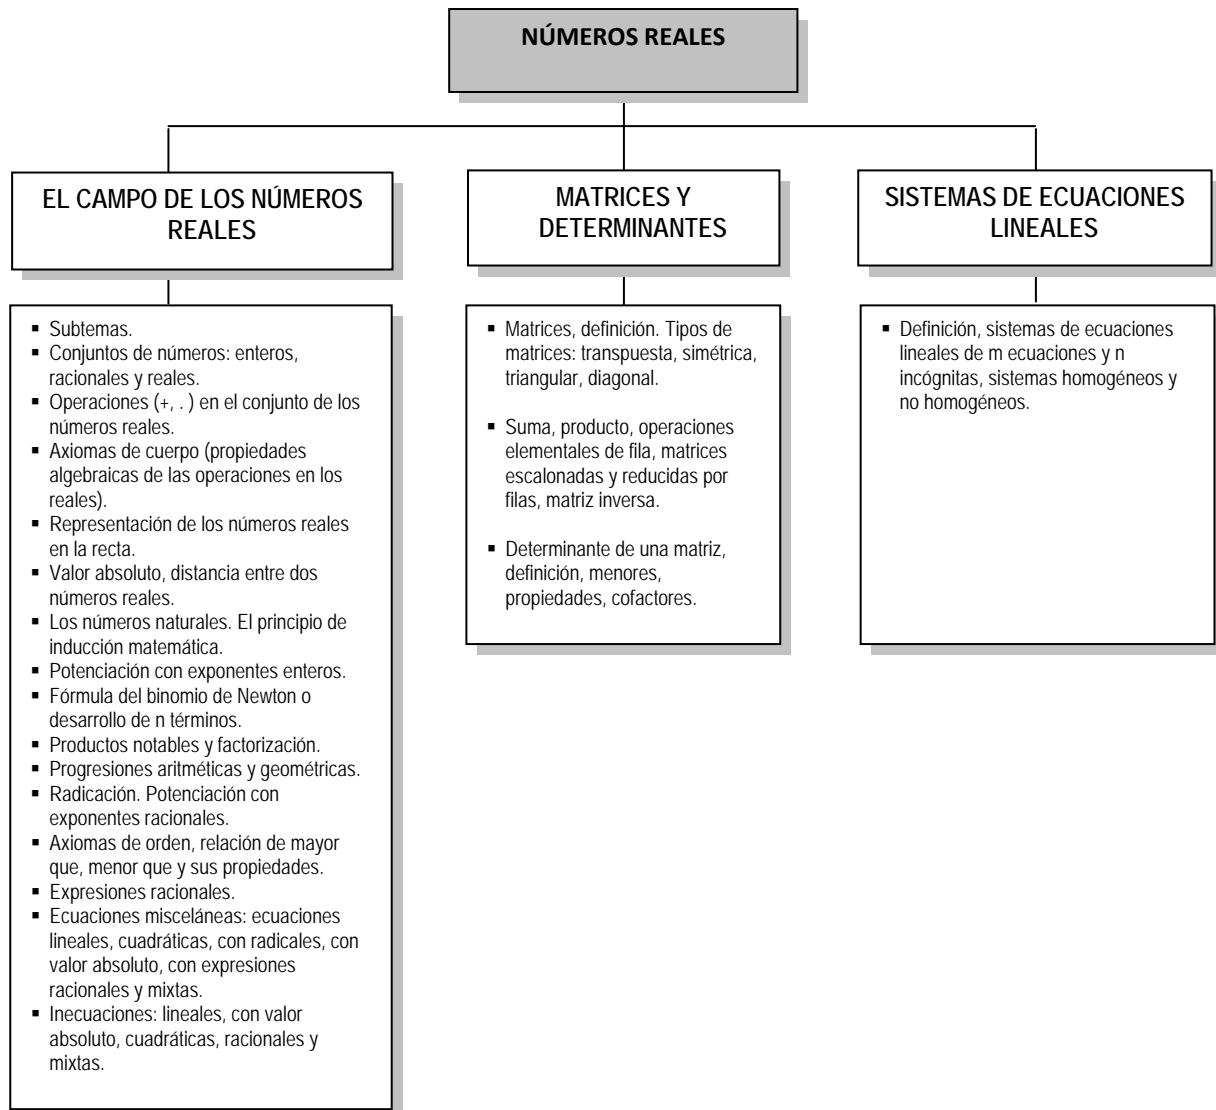 NÚMEROS REALES
EL CAMPO DE LOS NÚMEROS
REALES
▪ Subtemas.
▪ Conjuntos de números: enteros,
racionales y reales.
▪ Operaciones (+, . ) en el conjunto de los
números reales.
▪ Axiomas de cuerpo (propiedades
algebraicas de las operaciones en los
reales).
▪ Representación de los números reales
en la recta.
▪ Valor absoluto, distancia entre dos
números reales.
▪ Los números naturales. El principio de
inducción matemática.
▪ Potenciación con exponentes enteros.
▪ Fórmula del binomio de Newton o
desarrollo de n términos.
▪ Productos notables y factorización.
▪ Progresiones aritméticas y geométricas.
▪ Radicación. Potenciación con
exponentes racionales.
▪ Axiomas de orden, relación de mayor
que, menor que y sus propiedades.
▪ Expresiones racionales.
▪ Ecuaciones misceláneas: ecuaciones
lineales, cuadráticas, con radicales, con
valor absoluto, con expresiones
racionales y mixtas.
▪ Inecuaciones: lineales, con valor
absoluto, cuadráticas, racionales y
mixtas.
MATRICES Y
DETERMINANTES
▪ Matrices, definición. Tipos de
matrices: transpuesta, simétrica,
triangular, diagonal.
▪ Suma, producto, operaciones
elementales de fila, matrices
escalonadas y reducidas por
filas, matriz inversa.
▪ Determinante de una matriz,
definición, menores,
propiedades, cofactores.
SISTEMAS DE ECUACIONES
LINEALES
▪ Definición, sistemas de ecuaciones
lineales de m ecuaciones y n
incógnitas, sistemas homogéneos y
no homogéneos.